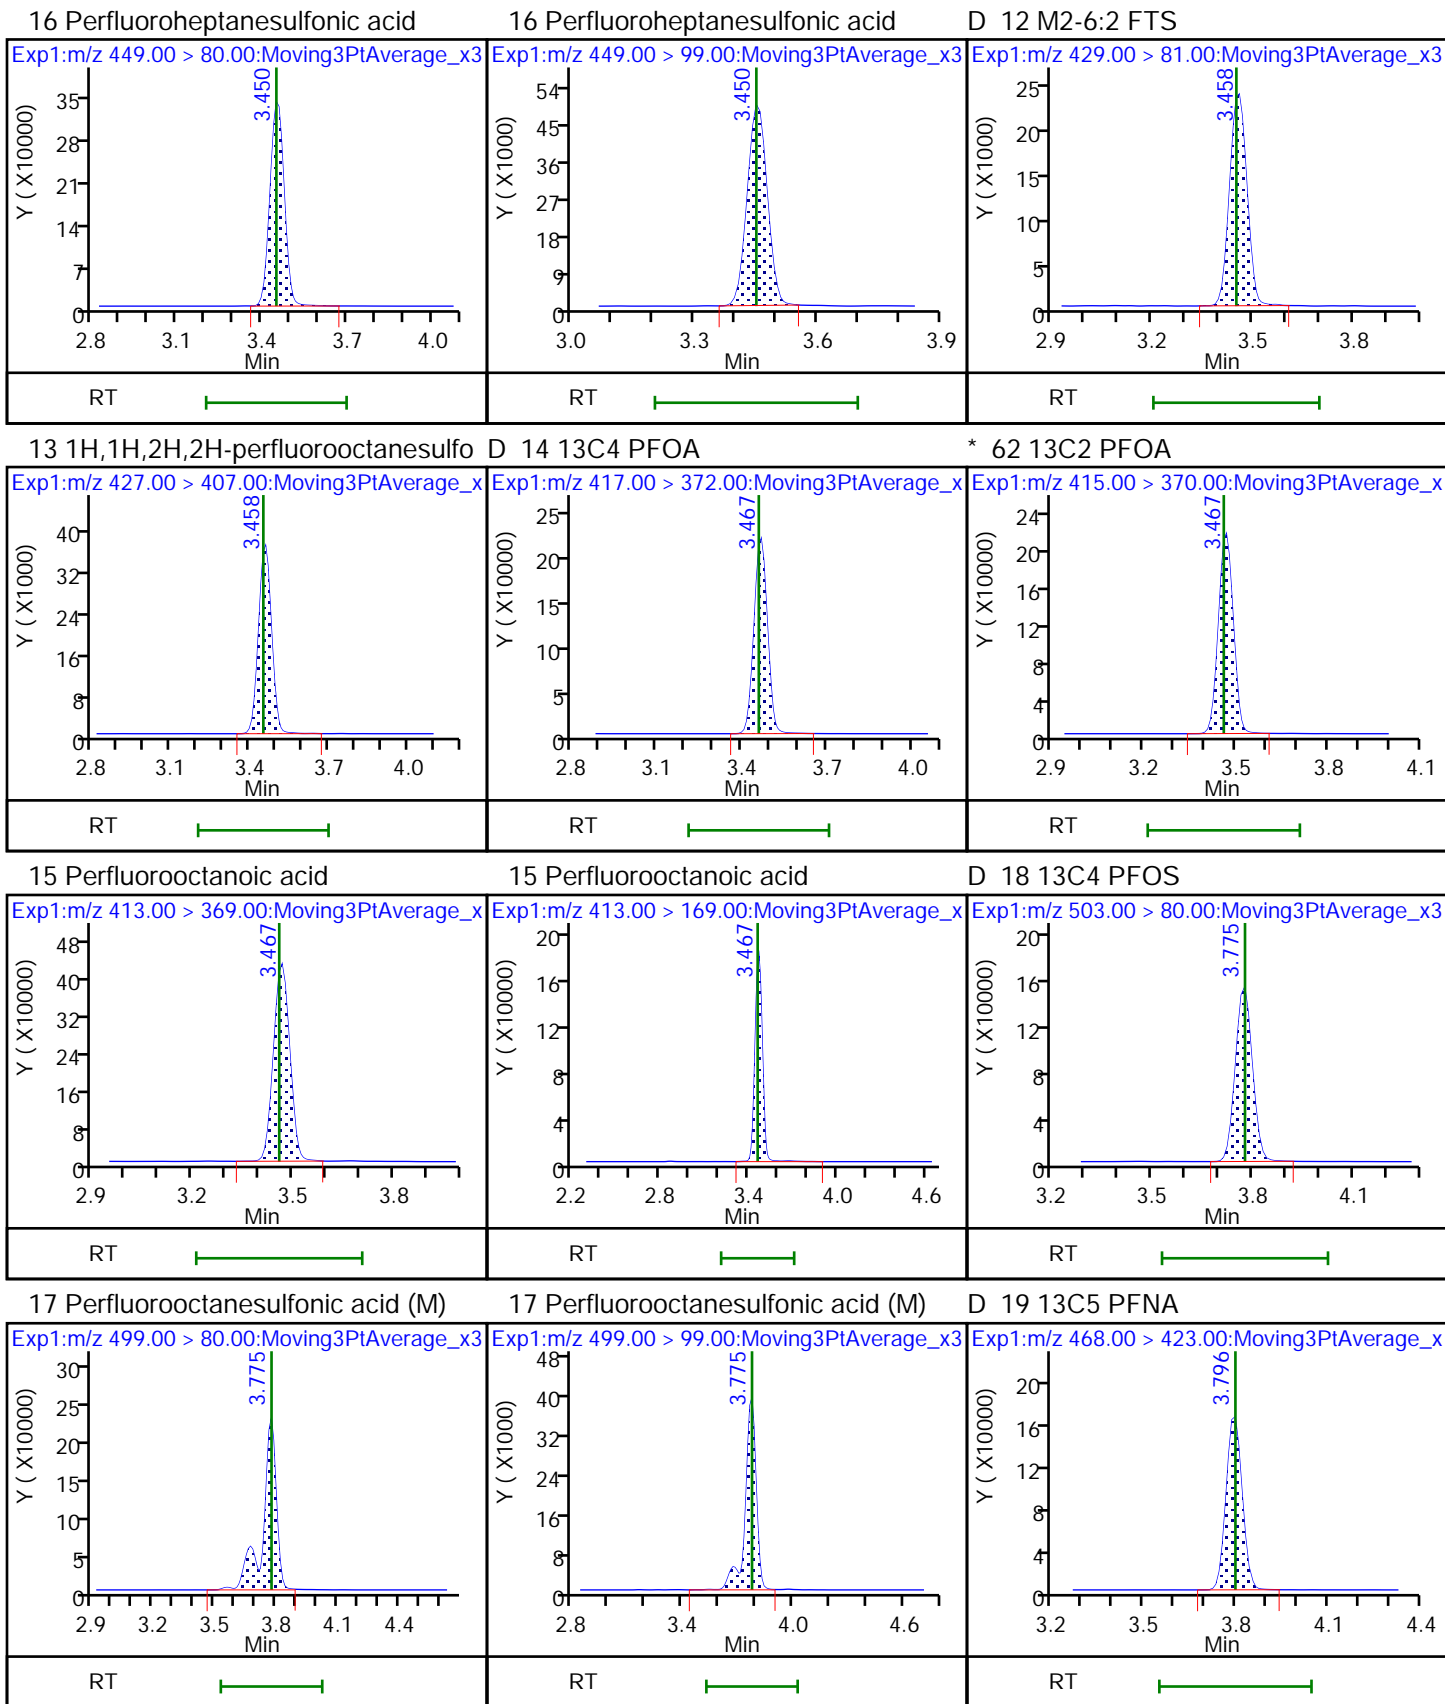 16 Perfluoroheptanesulfonic acid
Exp1:m/z 449.00 > 80.00:Moving3PtAverage_x3
3.450
Y ( X10000)
35
28
21
14
7
0
2.8 3.1 3.4 3.7 4.0
Min
RT
16 Perfluoroheptanesulfonic acid
Exp1:m/z 449.00 > 99.00:Moving3PtAverage_x3
3.450
Y ( X1000)
54
45
36
27
18
9
0
3.0 3.3 3.6 3.9
Min
RT
D 12 M2-6:2 FTS
Exp1:m/z 429.00 > 81.00:Moving3PtAverage_x3
3.458
Y ( X1000)
25
20
15
10
5
0
2.9 3.2 3.5 3.8
Min
RT
13 1H,1H,2H,2H-perfluorooctanesulfo
Exp1:m/z 427.00 > 407.00:Moving3PtAverage_x
3.458
Y ( X1000)
40
32
24
16
8
0
2.8 3.1 3.4 3.7 4.0
Min
RT
D 14 13C4 PFOA
Exp1:m/z 417.00 > 372.00:Moving3PtAverage_x
3.467
Y ( X10000)
25
20
15
10
5
0
2.8 3.1 3.4 3.7 4.0
Min
RT
* 62 13C2 PFOA
Exp1:m/z 415.00 > 370.00:Moving3PtAverage_x
3.467
Y ( X10000)
24
20
16
12
8
4
0
2.9 3.2 3.5 3.8 4.1
Min
RT
15 Perfluorooctanoic acid
Exp1:m/z 413.00 > 369.00:Moving3PtAverage_x
3.467
Y ( X10000)
48
40
32
24
16
8
0
2.9 3.2 3.5 3.8
Min
RT
15 Perfluorooctanoic acid
Exp1:m/z 413.00 > 169.00:Moving3PtAverage_x
3.467
Y ( X10000)
20
16
12
8
4
0
2.2 2.8 3.4 4.0 4.6
Min
RT
D 18 13C4 PFOS
Exp1:m/z 503.00 > 80.00:Moving3PtAverage_x3
3.775
Y ( X10000)
20
16
12
8
4
0
3.2 3.5 3.8 4.1
Min
RT
17 Perfluorooctanesulfonic acid (M)
Exp1:m/z 499.00 > 80.00:Moving3PtAverage_x3
3.775
Y ( X10000)
30
25
20
15
10
5
0
2.9 3.2 3.5 3.8 4.1 4.4
Min
RT
17 Perfluorooctanesulfonic acid (M)
Exp1:m/z 499.00 > 99.00:Moving3PtAverage_x3
3.775
Y ( X1000)
48
40
32
24
16
8
0
2.8 3.4 4.0 4.6
Min
RT
D 19 13C5 PFNA
Exp1:m/z 468.00 > 423.00:Moving3PtAverage_x
3.796
Y ( X10000)
20
16
12
8
4
0
3.2 3.5 3.8 4.1 4.4
Min
RT